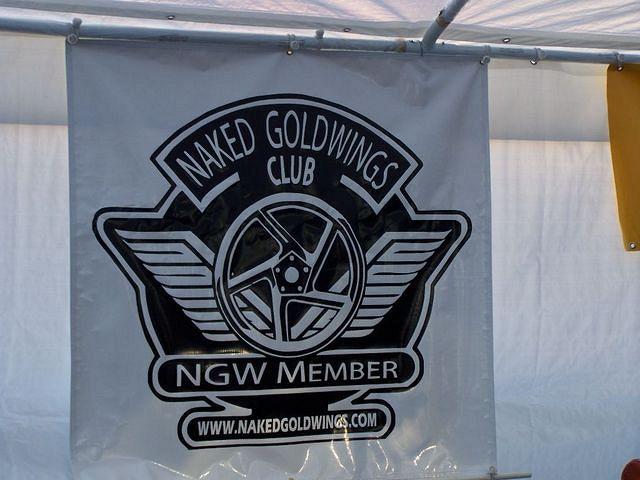 NAKED GOLDWINGS
CLUB
NGW MEMBER
WWW.NAKEDGOLDWINGS.COM